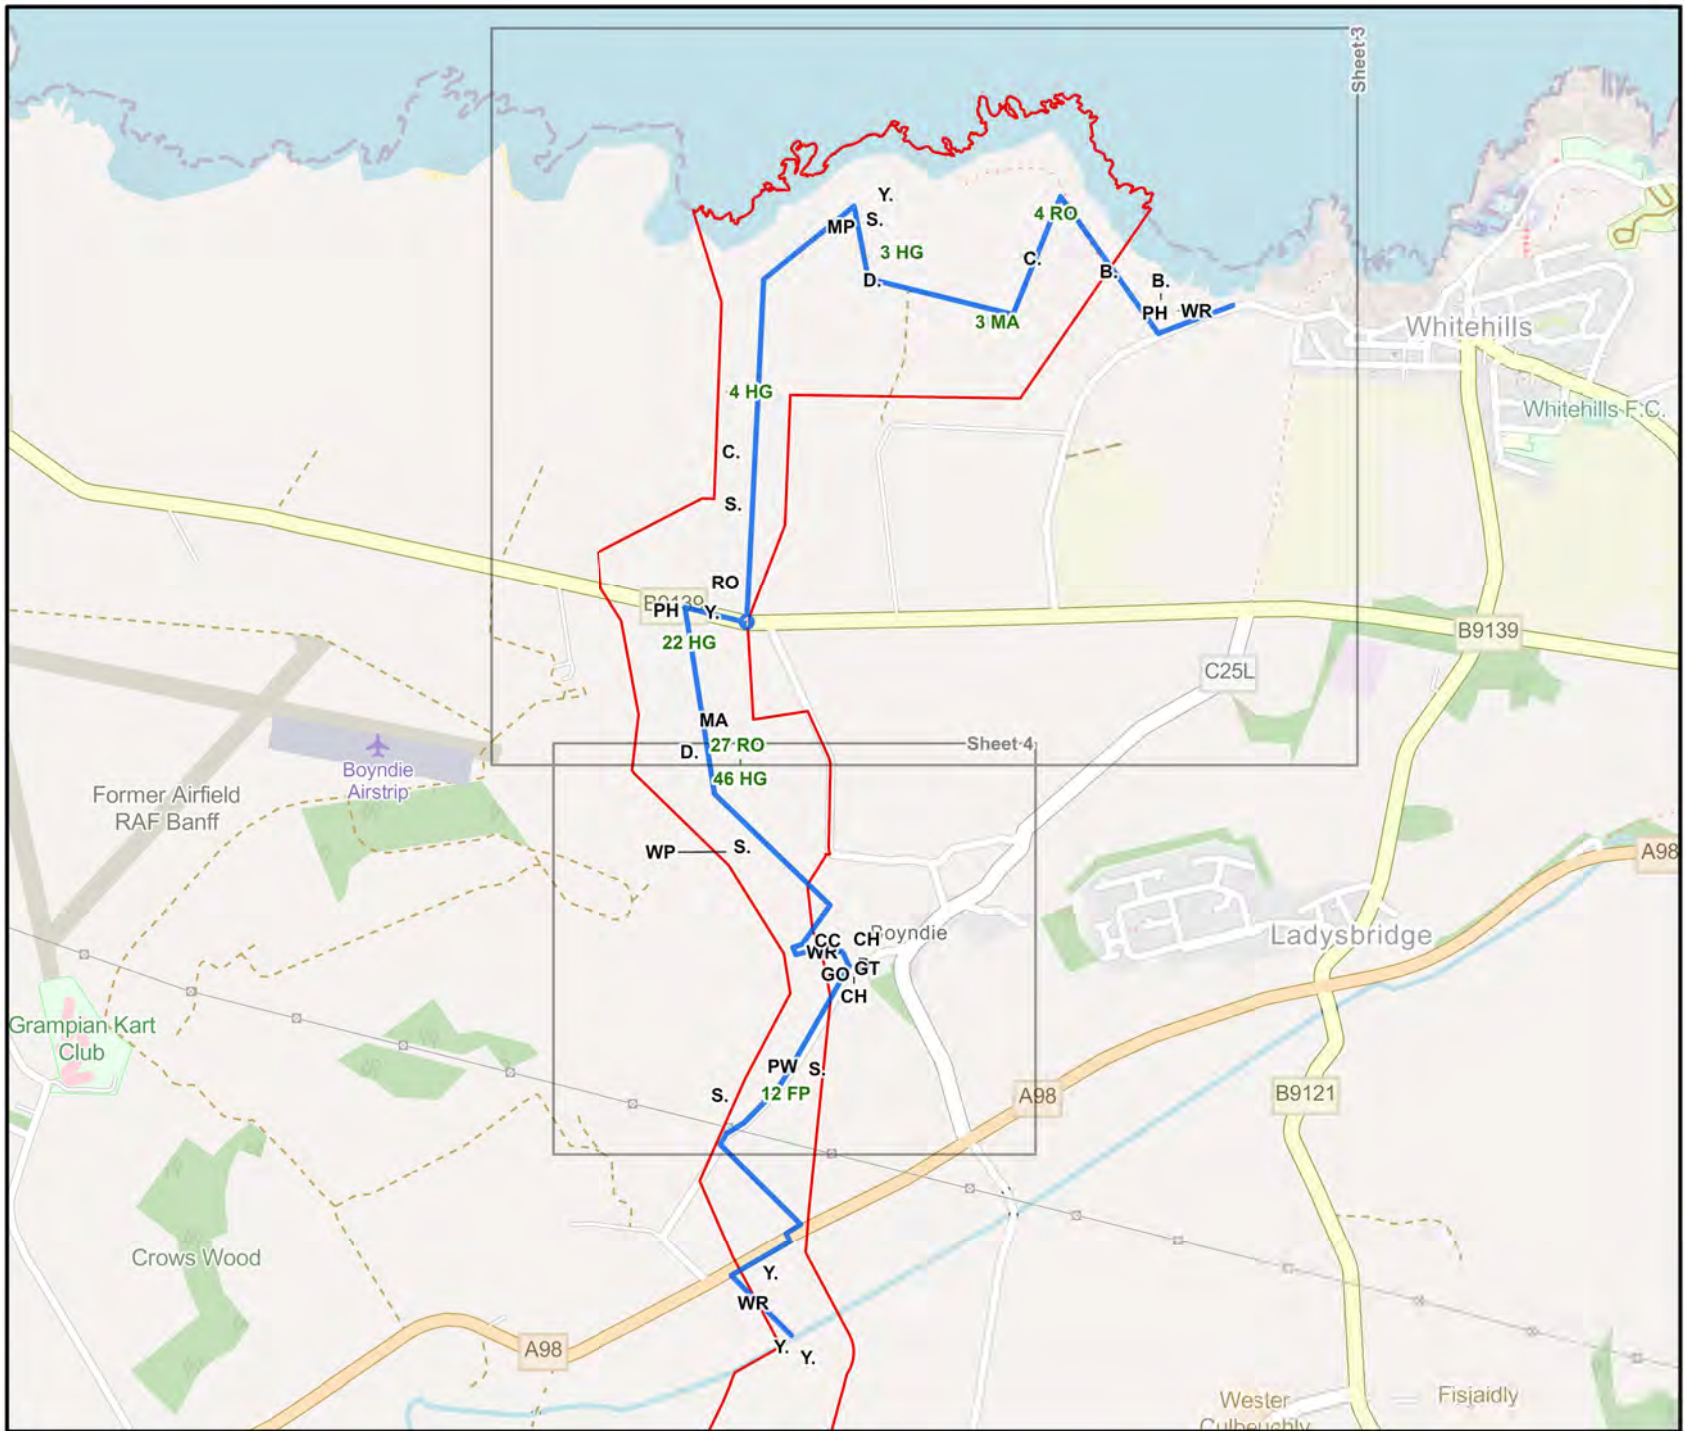 Sheet 3
Y.
MP
S.
4 RO
3 HG
C.
B.
D.
B.
PH
WR
3 MA
Whitehills
4 HG
Whitehills F.C.
C.
S.
RO
B9139
PH
Y.
1
B9139
22 HG
C25L
MA
Sheet 4
27 RO
D.
46 HG
Boyndie
Airstrip
Former Airfield
RAF Banff
WP
S.
A98
CC
CH
Boyndie
Ladysbridge
WR
GO
GT
CH
Grampian Kart
Club
PW
S.
12 FP
S.
A98
B9121
Crows Wood
Y.
WR
A98
Y.
Y.
Wester
Culbeuchly
Fisjaidly